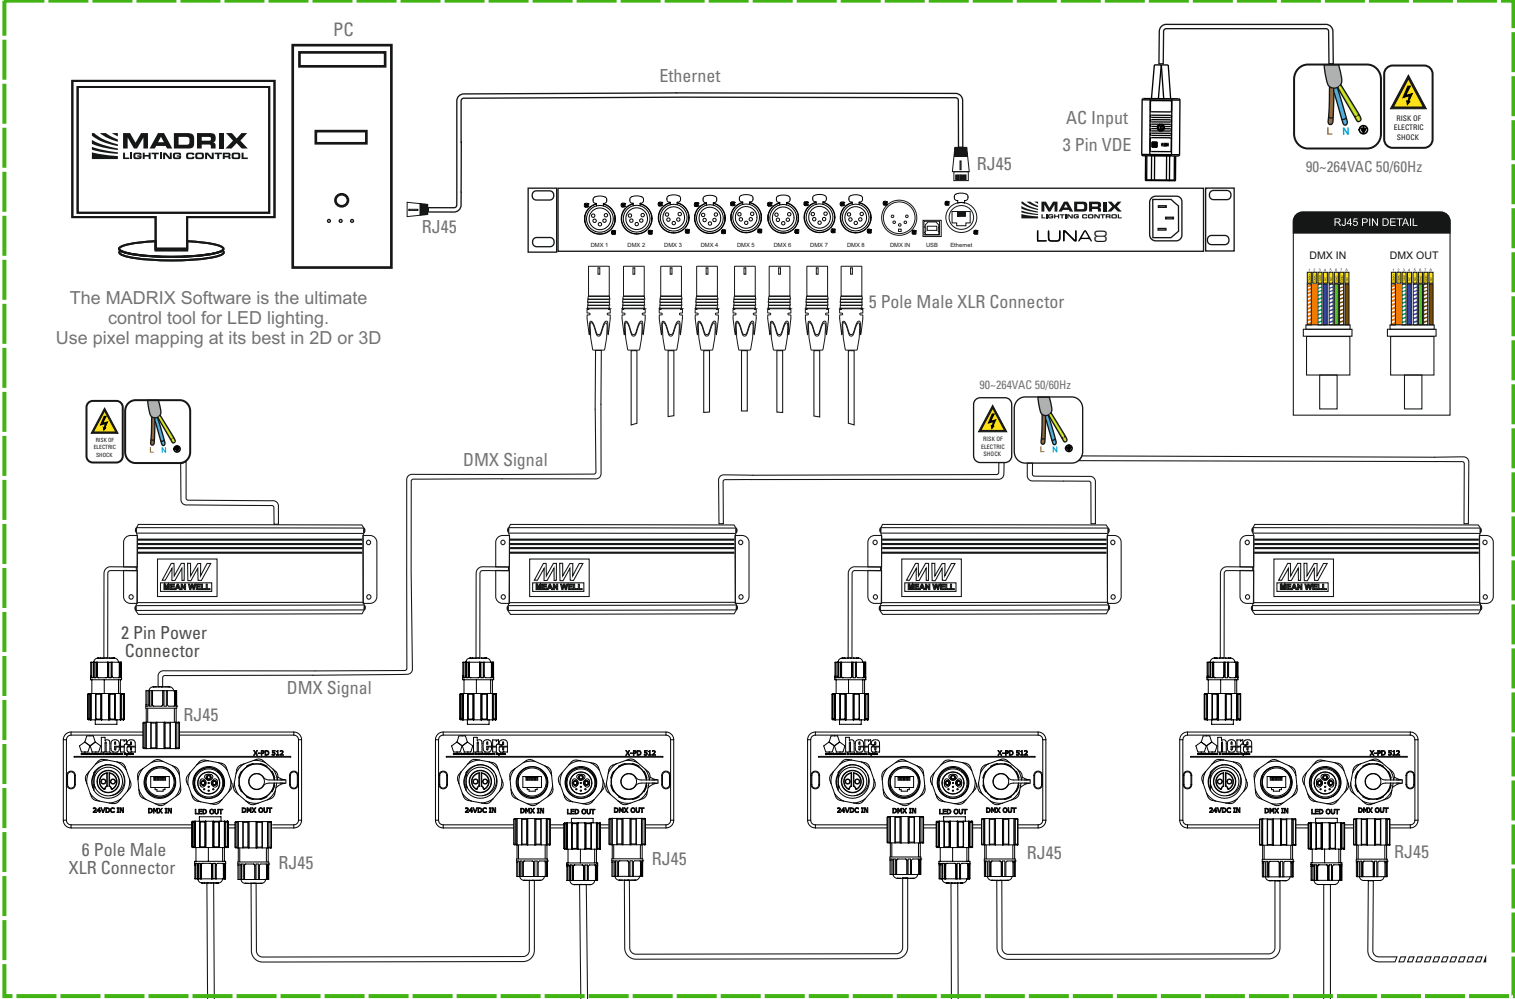 PC
MADRIX
LIGHTING CONTROL
The MADRIX Software is the ultimate
control tool for LED lighting.
Use pixel mapping at its best in 2D or 3D
Ethernet
RJ45
RJ45
AC Input
3 Pin VDE
L N
RISK OF
ELECTRIC
SHOCK
90~264VAC 50/60Hz
DMX 1 DMX 2 DMX 3 DMX 4 DMX 5 DMX 6 DMX 7 DMX 8 DMX IN USB Ethernet
MADRIX
LIGHTING CONTROL
LUNA8
RJ45 PIN DETAIL
DMX IN DMX OUT
5 Pole Male XLR Connector
RISK OF
ELECTRIC
SHOCK
L N
90~264VAC 50/60Hz
RISK OF
ELECTRIC
SHOCK
L N
DMX Signal
MW
MEAN WELL
MW
MEAN WELL
MW
MEAN WELL
MW
MEAN WELL
2 Pin Power
Connector
DMX Signal
RJ45
hera
X-PD 512
24VDC IN DMX IN LED OUT DMX OUT
hera
X-PD 512
24VDC IN DMX IN LED OUT DMX OUT
hera
X-PD 512
24VDC IN DMX IN LED OUT DMX OUT
hera
X-PD 512
24VDC IN DMX IN LED OUT DMX OUT
6 Pole Male
XLR Connector
RJ45
RJ45
RJ45
RJ45